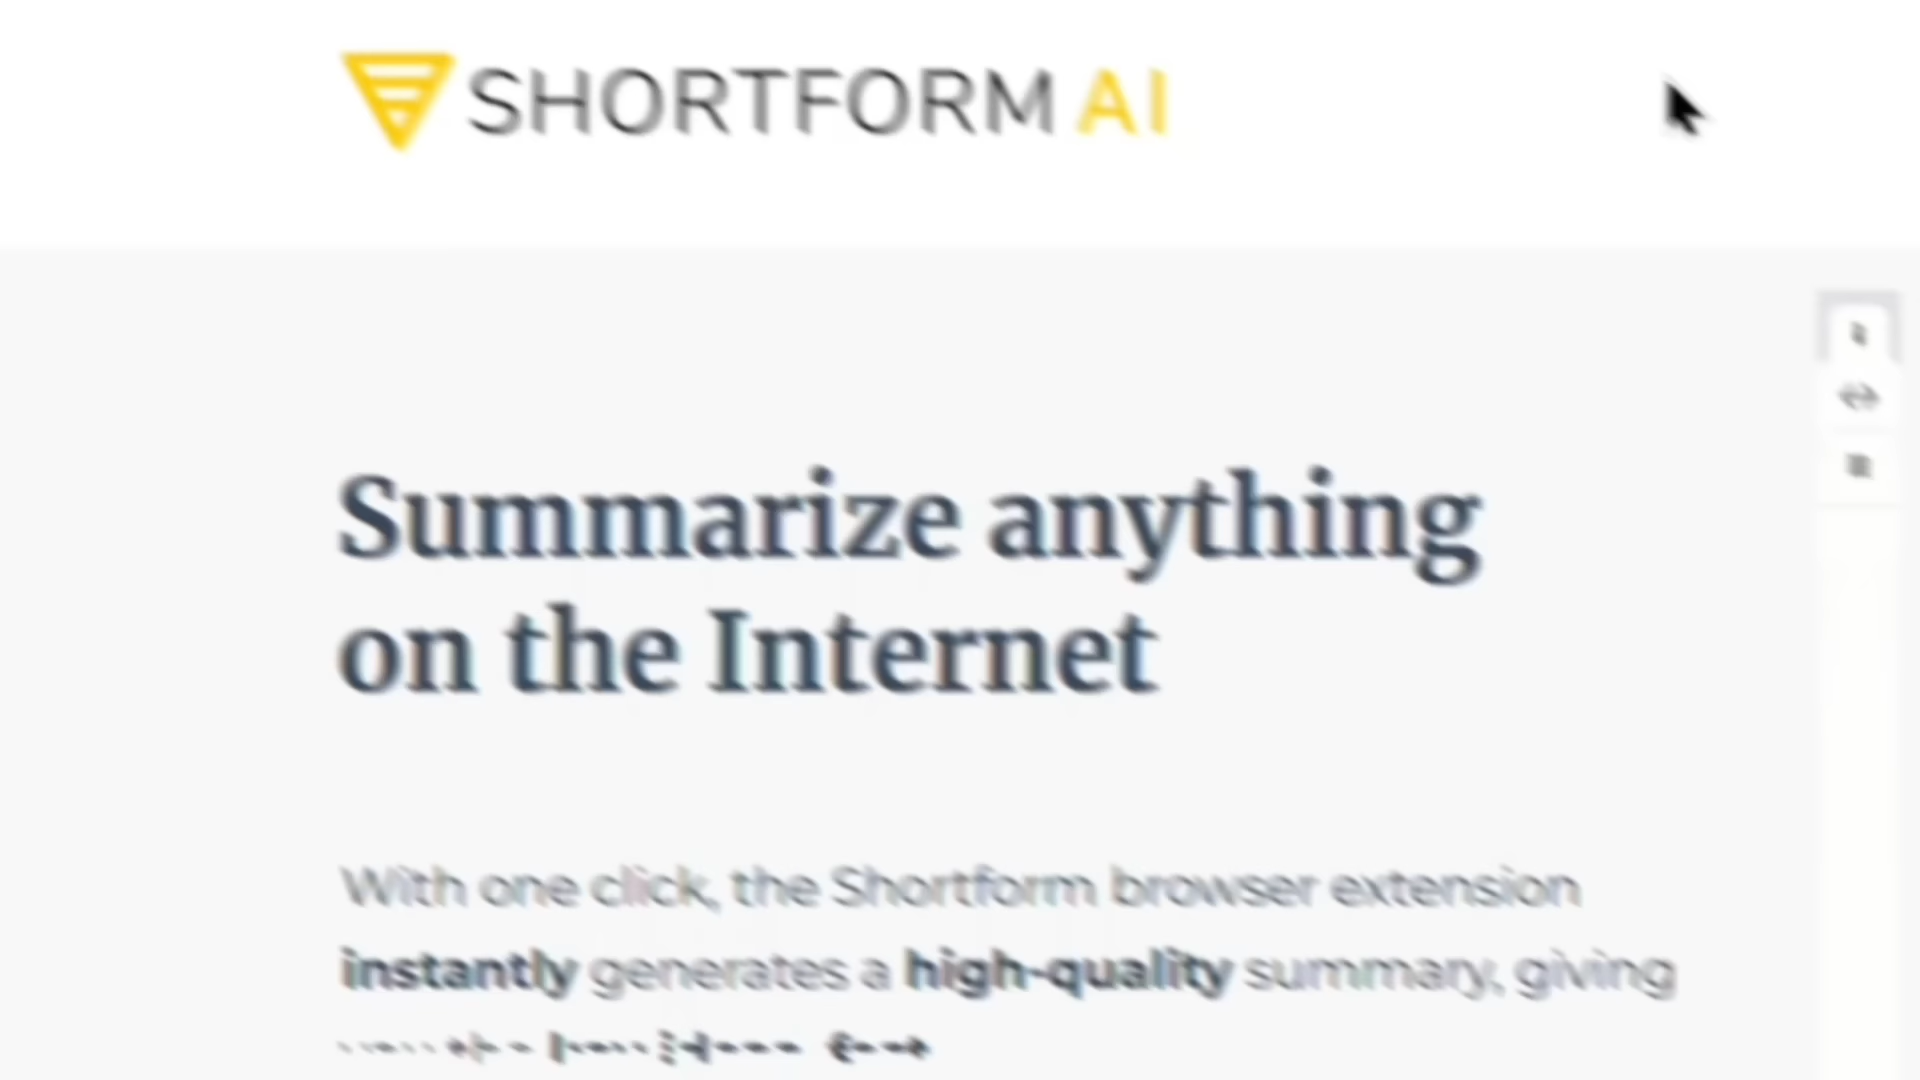 SHORTFORM AI
Summarize anything
on the Internet
With one click, the Shortform browser extension
instantly generates a high-quality summary, giving